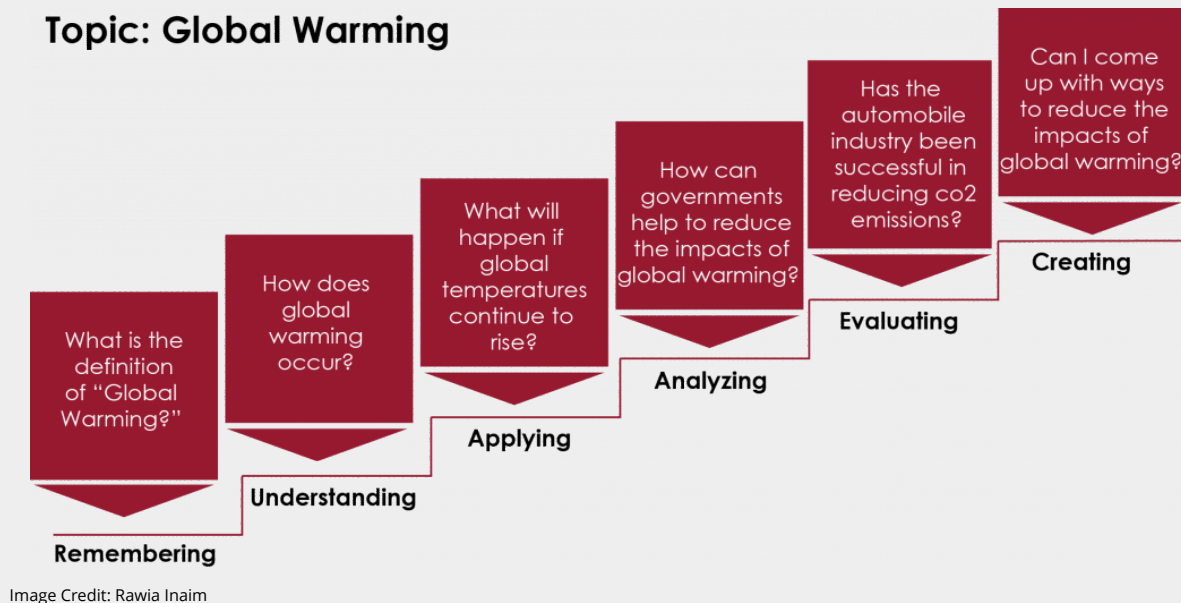 Topic: Global Warming
What is the
definition
of “Global
Warming?”
Remembering
How does
global
warming
occur?
Understanding
What will
happen if
global
temperatures
continue to
rise?
Applying
How can
governments
help to reduce
the impacts of
global warming?
Analyzing
Has the
automobile
industry been
successful in
reducing co2
emissions?
Evaluating
Can I come
up with ways
to reduce the
impacts of
global warming?
Creating
Image Credit: Rawia Inaim